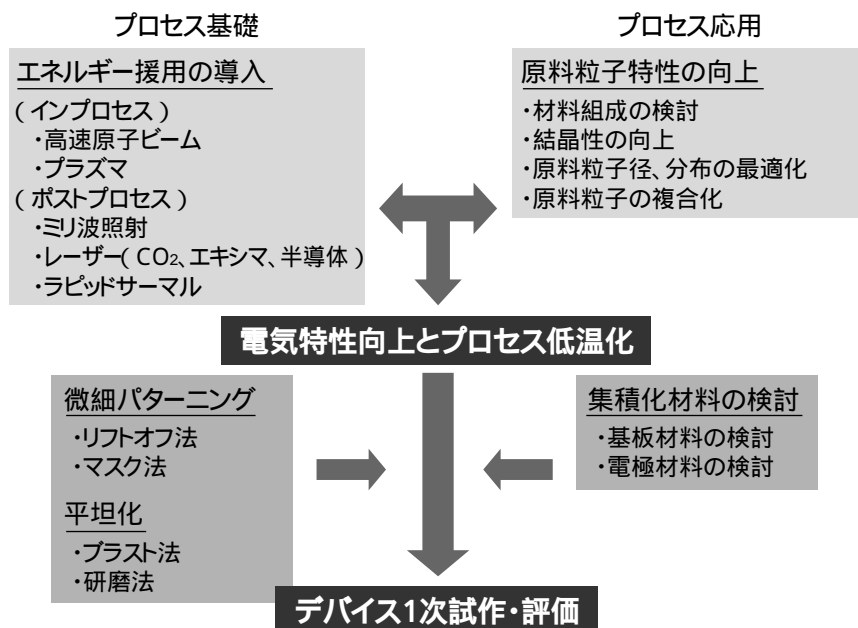 プロセス基礎
エネルギー援用の導入
(インプロセス)
・高速原子ビーム
・プラズマ
(ポストプロセス)
・ミリ波照射
・レーザー(CO₂、エキシマ、半導体)
・ラピッドサーマル
プロセス応用
原料粒子特性の向上
・材料組成の検討
・結晶性の向上
・原料粒子径、分布の最適化
・原料粒子の複合化
電気特性向上とプロセス低温化
微細パターニング
・リフトオフ法
・マスク法
平坦化
・ブラスト法
・研磨法
集積化材料の検討
・基板材料の検討
・電極材料の検討
デバイス1次試作・評価